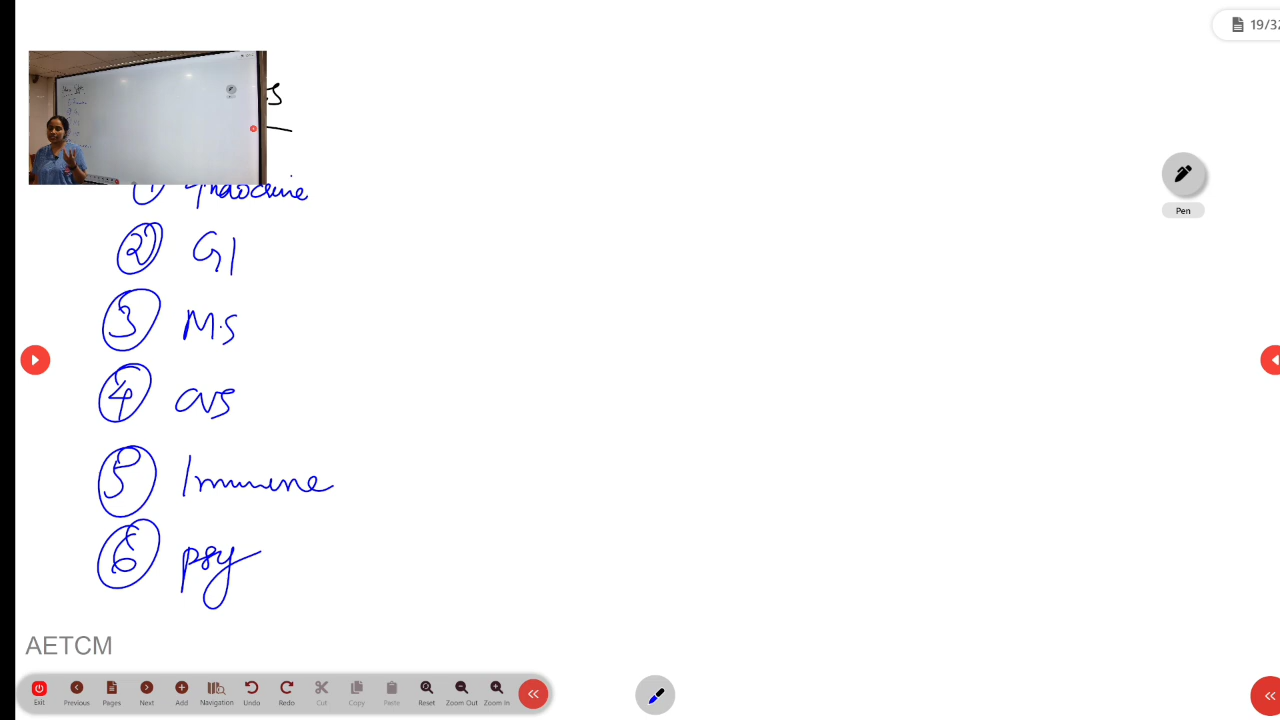 19/32
s
① Endocrine
② GI
③ M.S
④ CVS
⑤ Immune
⑥ psy
Pen
AETCM
Exit Previous Pages Next Add Navigation Undo Redo Cut Copy Paste Reset Zoom Out Zoom In